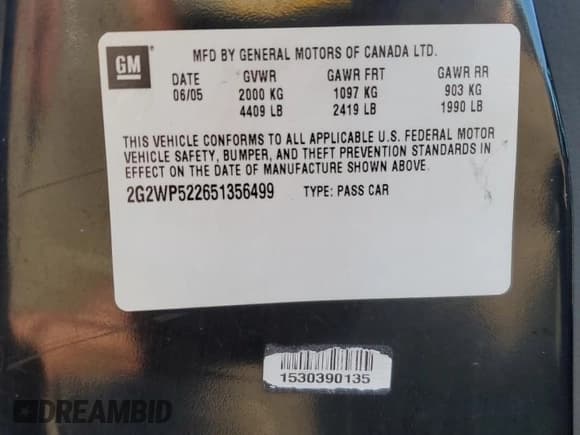 GM
MFD BY GENERAL MOTORS OF CANADA LTD.
DATE GVWR GAWR FRT GAWR RR
06/05 2000 KG 1097 KG 903 KG
4409 LB 2419 LB 1990 LB
THIS VEHICLE CONFORMS TO ALL APPLICABLE U.S. FEDERAL MOTOR
VEHICLE SAFETY, BUMPER, AND THEFT PREVENTION STANDARDS IN
EFFECT ON THE DATE OF MANUFACTURE SHOWN ABOVE.
2G2WP522651356499 TYPE: PASS CAR
1530390135
DREAMBID